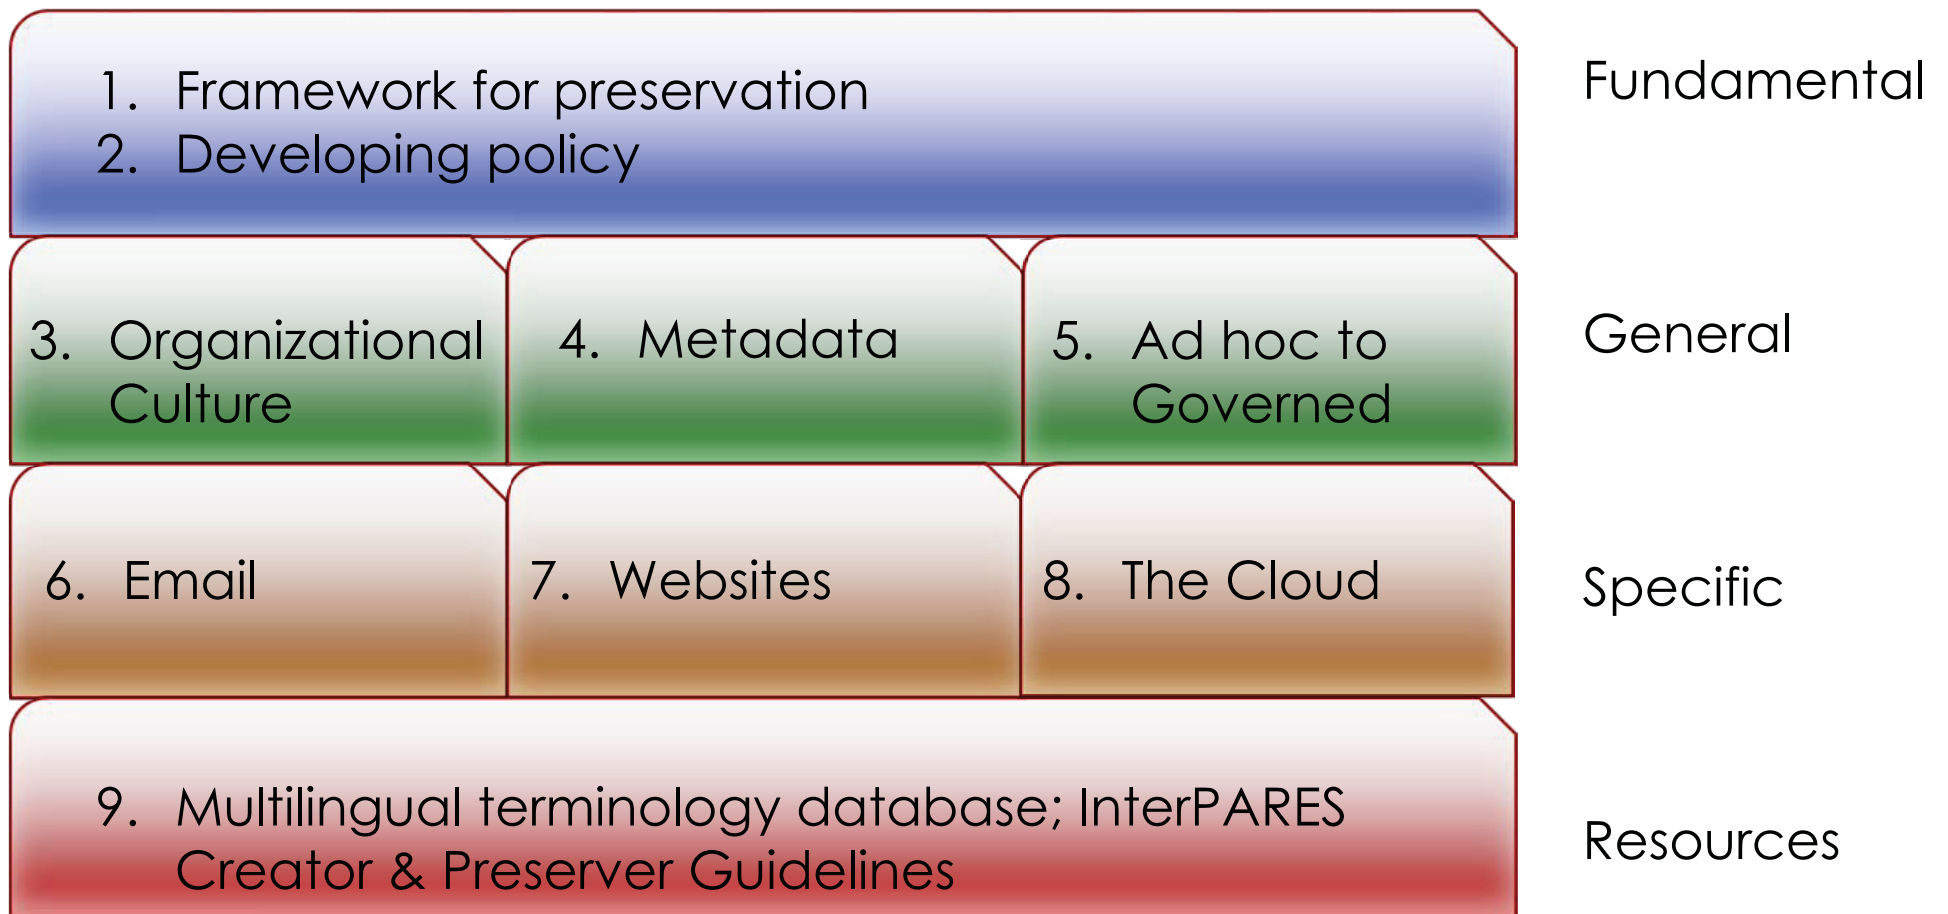 1. Framework for preservation
2. Developing policy
Fundamental
3. Organizational
Culture
4. Metadata
5. Ad hoc to
Governed
General
6. Email
7. Websites
8. The Cloud
Specific
9. Multilingual terminology database; InterPARES
Creator & Preserver Guidelines
Resources